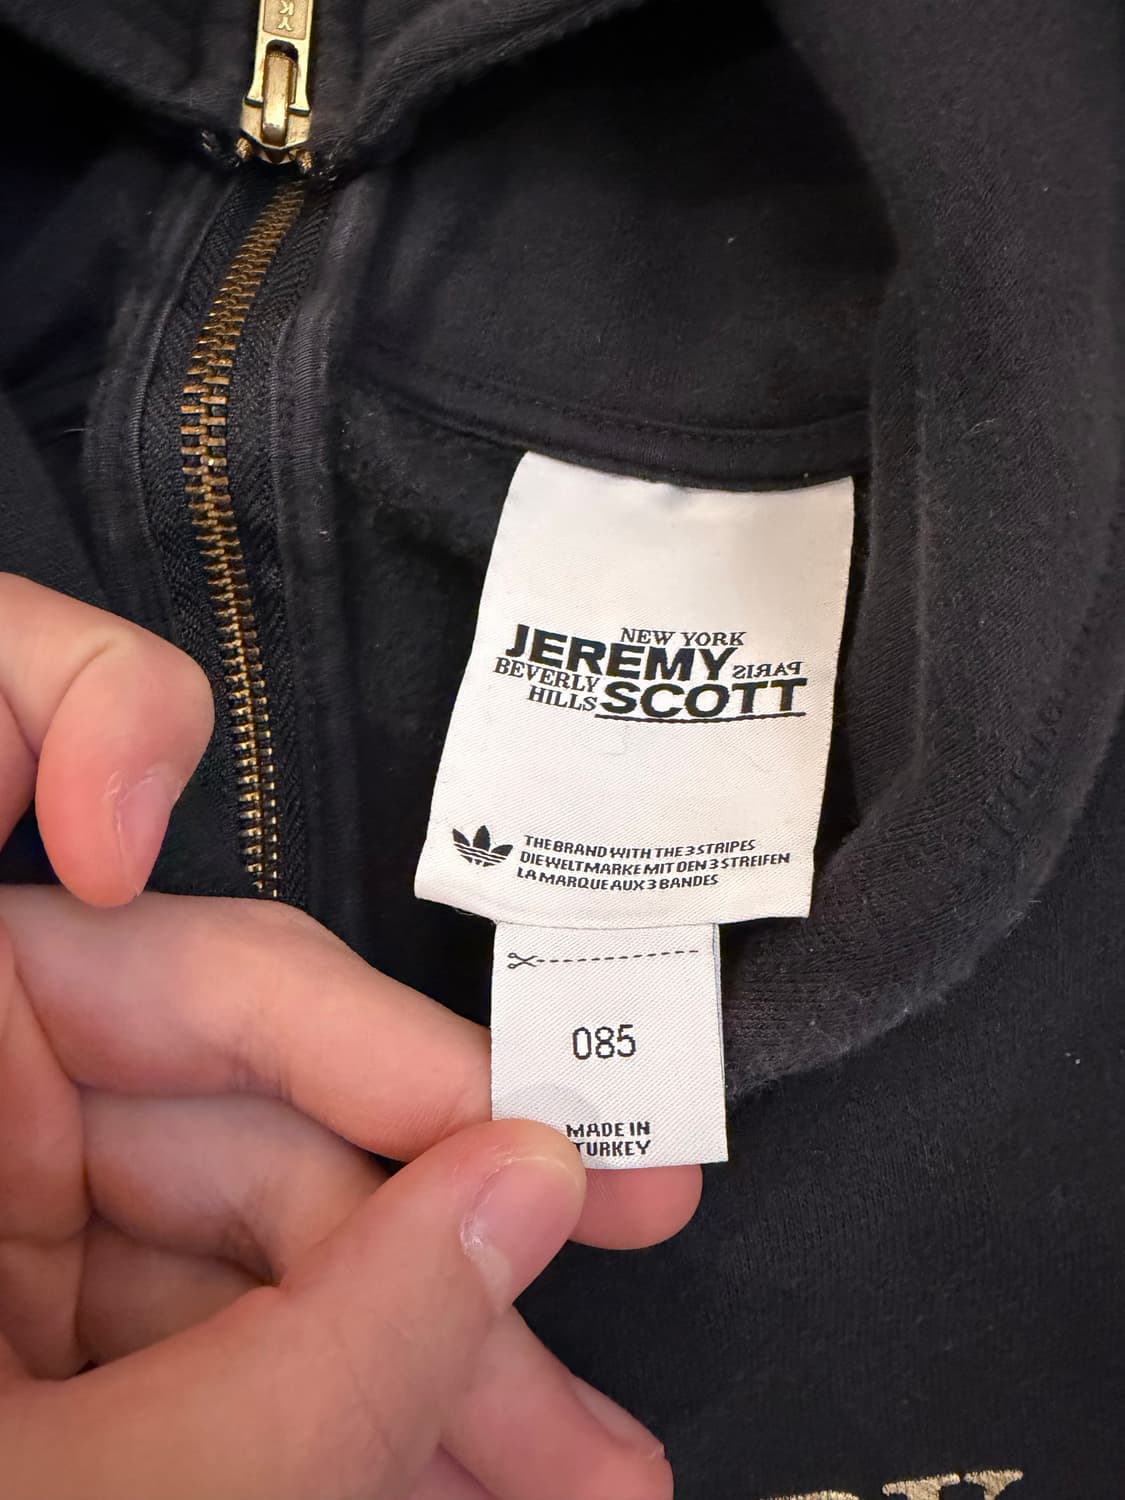 YKK
NEW YORK
JEREMY
PARIS
BEVERLY
HILLS
SCOTT
THE BRAND WITH THE 3 STRIPES
DIE WELTMARKE MIT DEN 3 STREIFEN
LA MARQUE AUX 3 BANDES
085
MADE IN
TURKEY